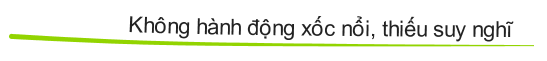 Không hành động xốc nổi, thiếu suy nghĩ